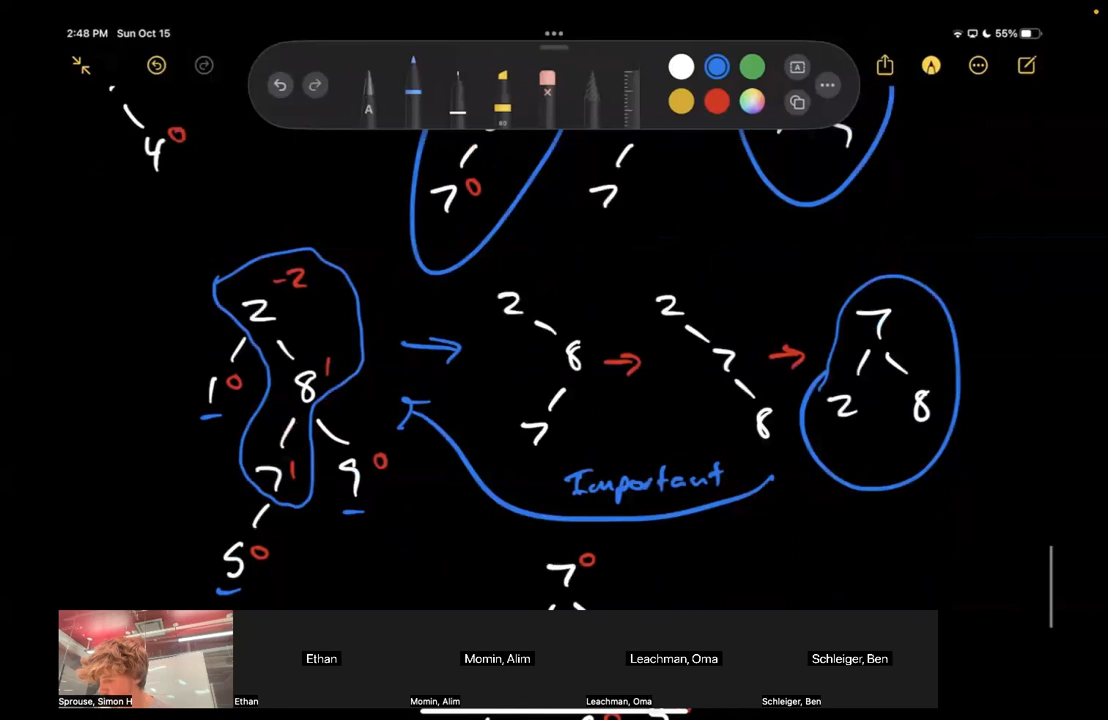 2:48 PM Sun Oct 15
55%
A
80
A
4 0
7 0
7
7
2 -2
1 0
8 1
7 1
9 0
5 0
2
8
7
2
7
8
7
2 8
Important
7 0
Ethan
Momin, Alim
Leachman, Oma
Schleiger, Ben
Sprouse, Simon H
Ethan
Momin, Alim
Leachman, Oma
Schleiger, Ben